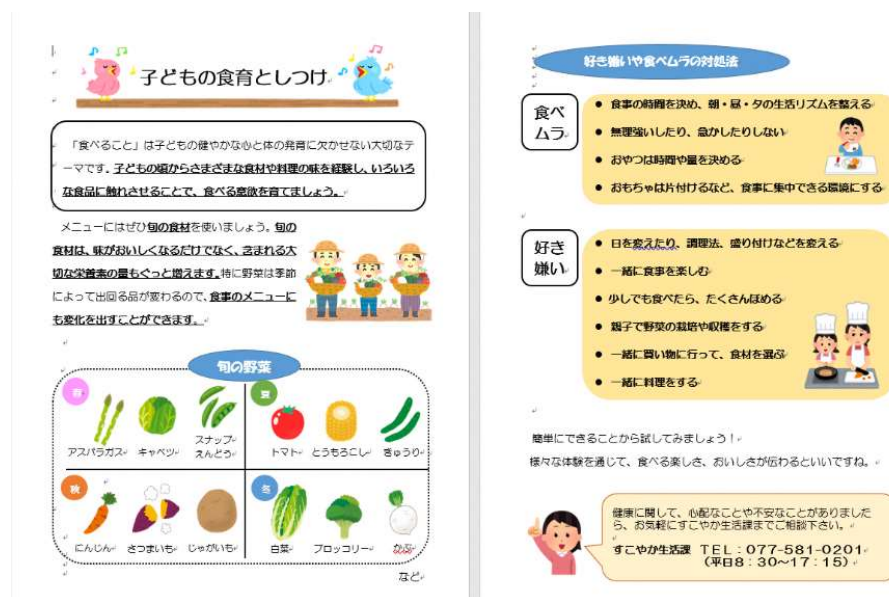 子どもの食育としつけ
「食べること」は子どもの健やかな心と体の発育に欠かせない大切なテ
ーマです。子どもの頃からさまざまな食材や料理の味を経験し、いろいろ
な食品に触れさせることで、食べる意欲を育てましょう。
メニューにはぜひ旬の食材を使いましょう。旬の
食材は、味がおいしくなるだけでなく、含まれる大
切な栄養素の量もぐっと増えます。特に野菜は季節
によって出回る品が変わるので、食事のメニューに
も変化を出すことができます。
旬の野菜
春
アスパラガス キャベツ スナップ
えんどう
夏
トマト とうもろこし きゅうり
秋
にんじん さつまいも じゃがいも
冬
白菜 ブロッコリー かぶ
など
好き嫌いや食べムラの対処法
食べ
ムラ
● 食事の時間を決め、朝・昼・夕の生活リズムを整える
● 無理強いしたり、急かしたりしない
● おやつは時間や量を決める
● おもちゃは片付けるなど、食事に集中できる環境にする
好き
嫌い
● 日を変えたり、調理法、盛り付けなどを変える
● 一緒に食事を楽しむ
● 少しでも食べたら、たくさんほめる
● 親子で野菜の栽培や収穫をする
● 一緒に買い物に行って、食材を選ぶ
● 一緒に料理をする
簡単にできることから試してみましょう！
様々な体験を通じて、食べる楽しさ、おいしさが伝わるといいですね。
健康に関して、心配なことや不安なことがありました
ら、お気軽にすこやか生活課までご相談下さい。
すこやか生活課 TEL：077-581-0201
（平日8：30～17：15）